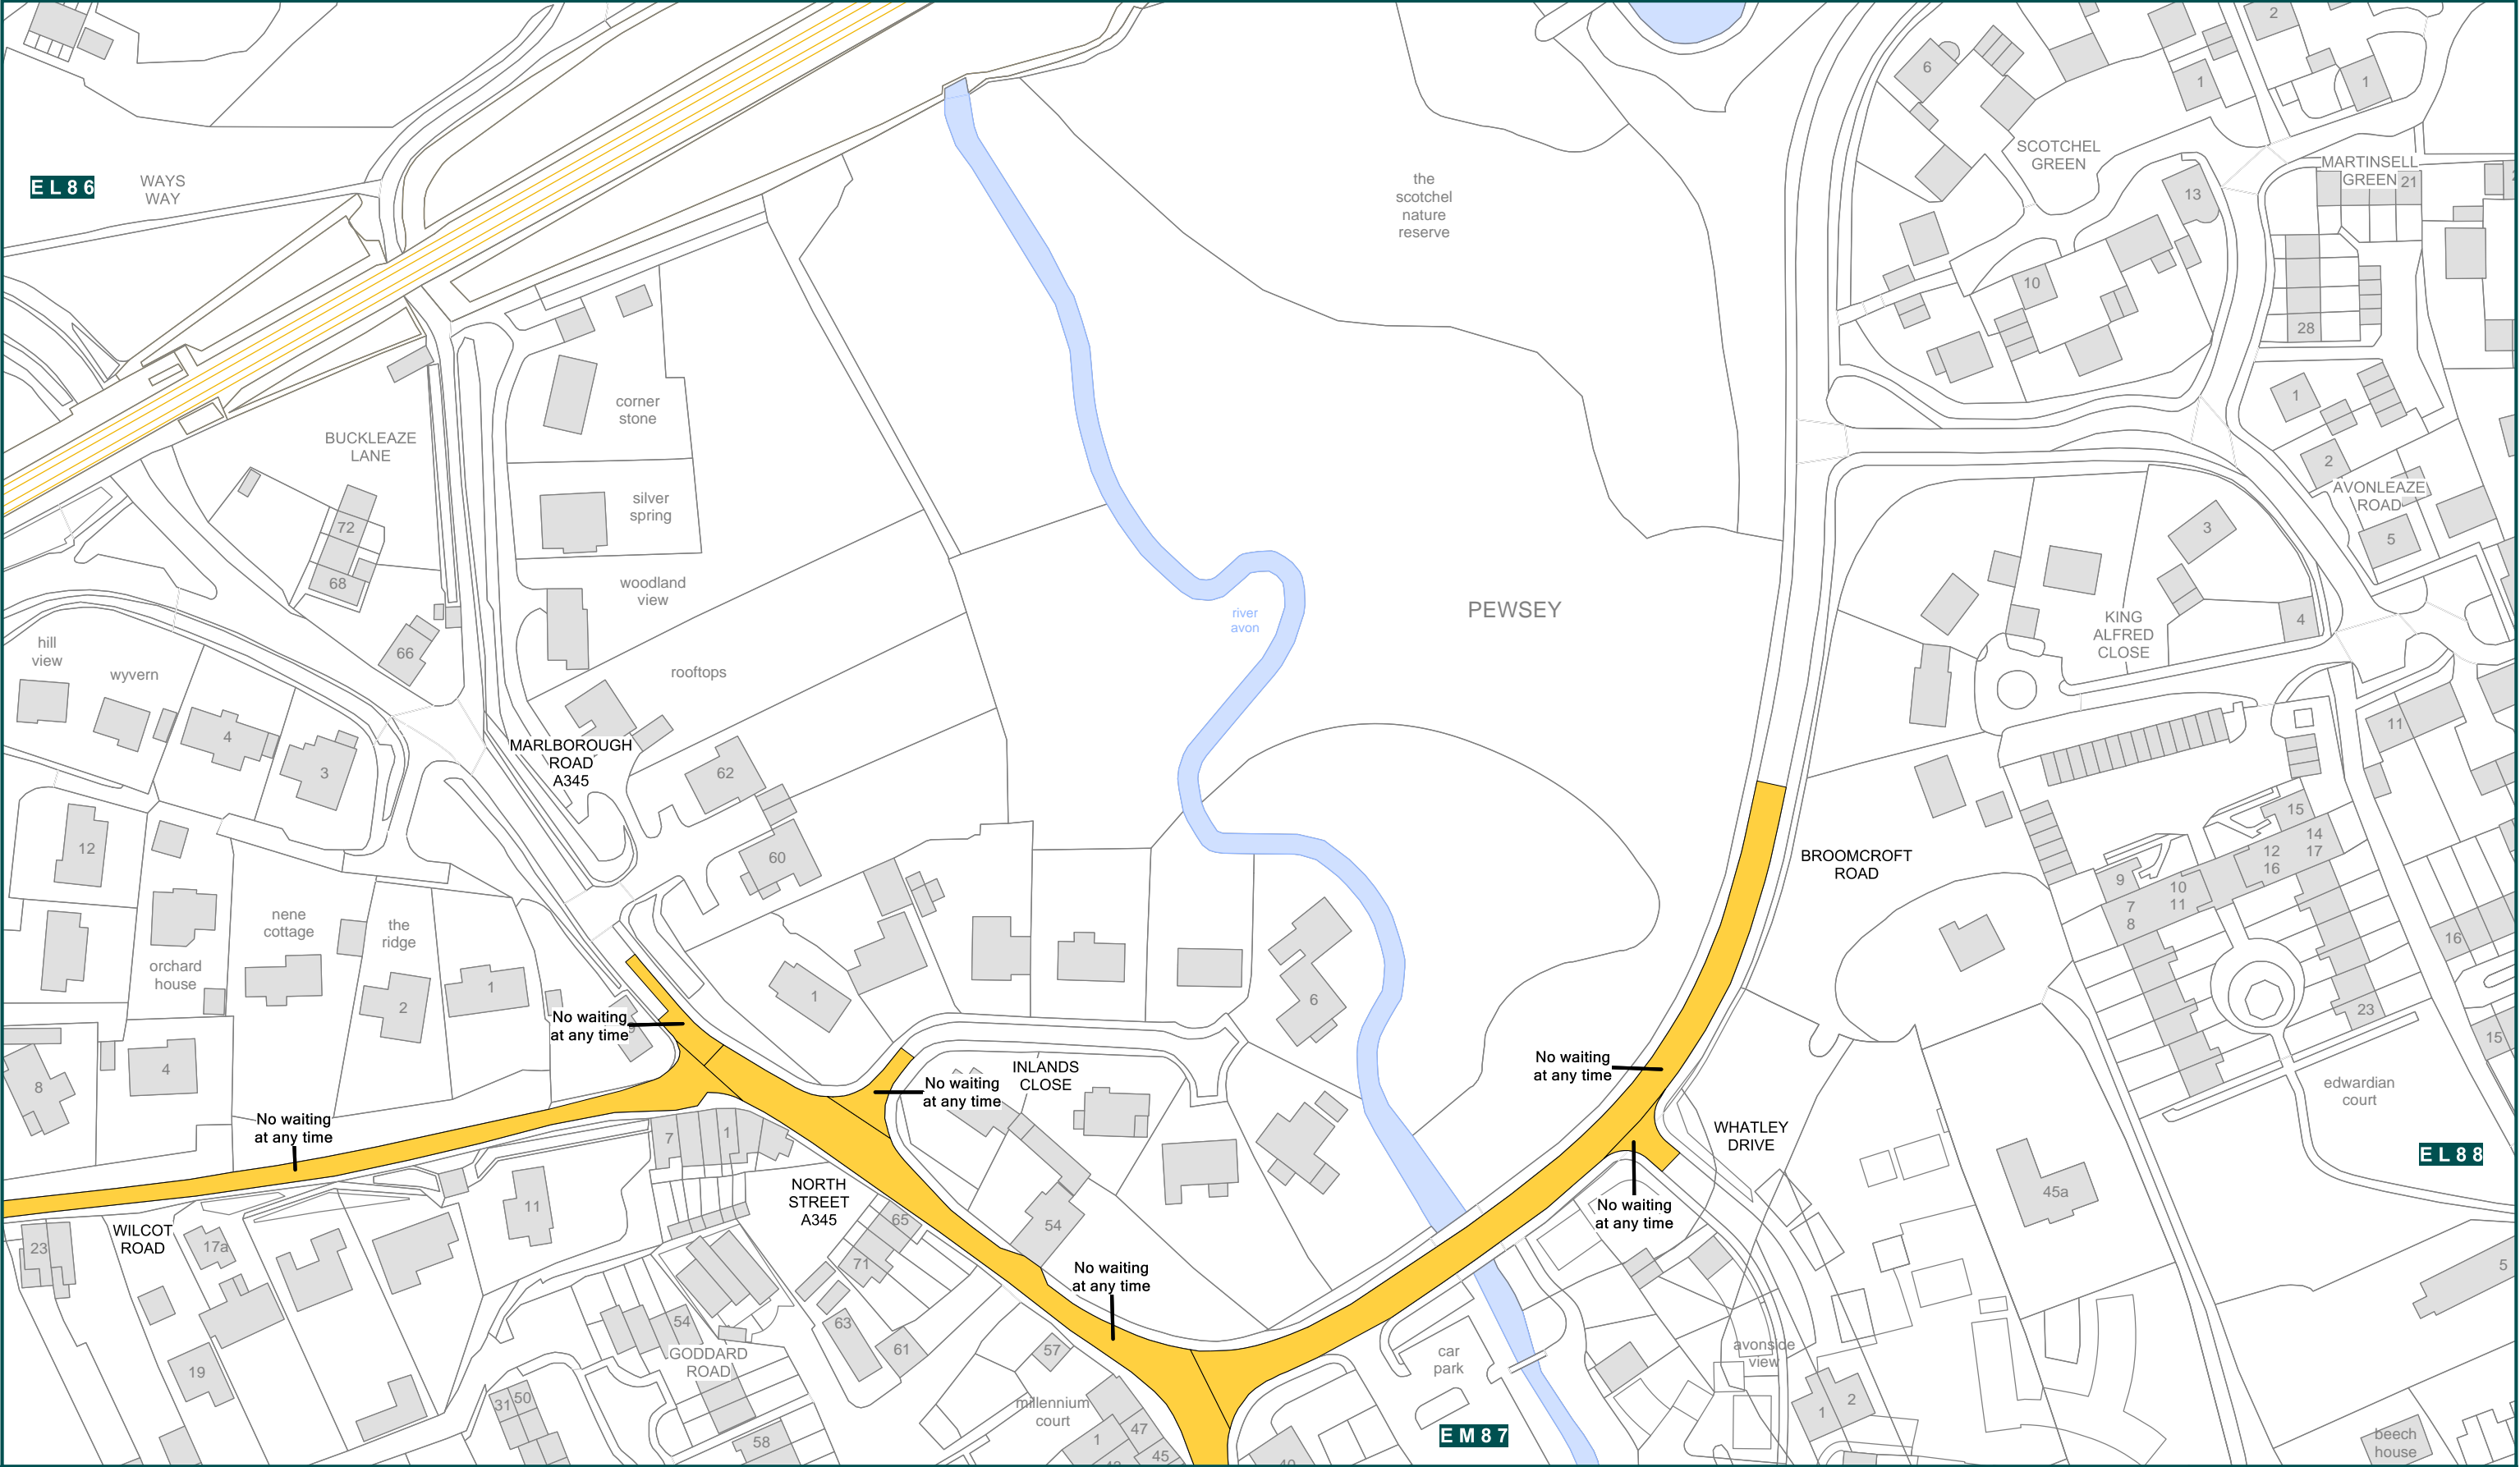 EL86
WAYS
WAY
BUCKLEAZE
LANE
corner
stone
silver
spring
woodland
view
rooftops
72
68
66
hill
view
wyvern
4
3
12
orchard
house
nene
cottage
the
ridge
2
1
8
4
MARLBOROUGH
ROAD
A345
62
60
1
6
river
avon
the
scotchel
nature
reserve
PEWSEY
6
2
1
1
SCOTCHEL
GREEN
MARTINSELL
GREEN
21
13
10
28
1
2
AVONLEAZE
ROAD
5
3
4
KING
ALFRED
CLOSE
11
15
14
17
12
16
9
10
11
7
8
16
23
15
edwardian
court
EL88
BROOMCROFT
ROAD
WHATLEY
DRIVE
45a
5
No waiting
at any time
No waiting
at any time
No waiting
at any time
No waiting
at any time
No waiting
at any time
No waiting
at any time
INLANDS
CLOSE
7
1
11
NORTH
STREET
A345
65
71
63
61
54
57
WILCOT
ROAD
23
17a
19
54
GODDARD
ROAD
31
50
58
millennium
court
1
47
45
car
park
EM87
40
avonside
view
1
2
beech
house